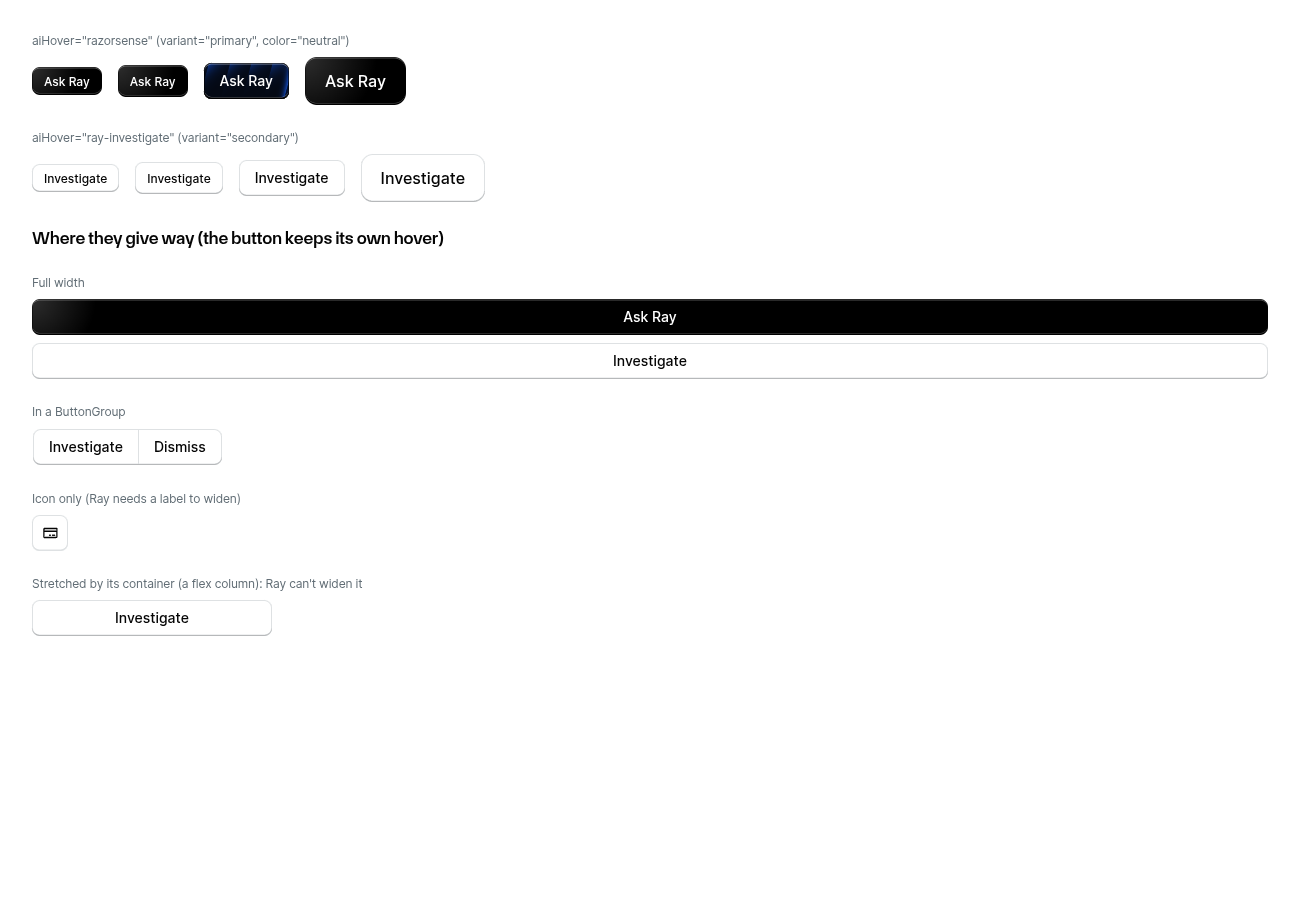 aiHover="razorsense" (variant="primary", color="neutral")
Ask Ray Ask Ray Ask Ray Ask Ray
aiHover="ray-investigate" (variant="secondary")
Investigate Investigate Investigate Investigate
Where they give way (the button keeps its own hover)
Full width
Ask Ray
Investigate
In a ButtonGroup
Investigate Dismiss
Icon only (Ray needs a label to widen)
Stretched by its container (a flex column): Ray can't widen it
Investigate